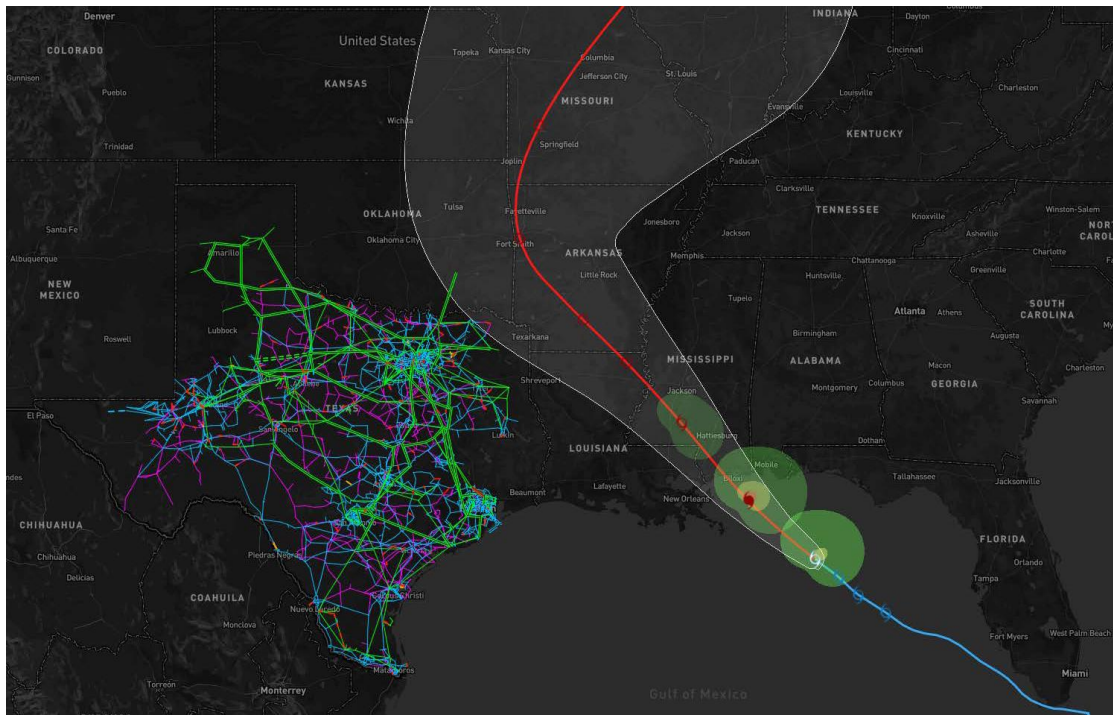 Denver
INDIANA
Dayton
COLORADO
United States
Topeka
Kansas City
Columbia
Cincinnati
Gunnison
KANSAS
Jefferson City
St. Louis
Pueblo
MISSOURI
Evansville
Louisville
Charleston
Wichita
KENTUCKY
Trinidad
Springfield
Joplin
Paducah
Clarksville
Tulsa
Fayetteville
TENNESSEE
Knoxville
Winston-Salem
OKLAHOMA
Jonesboro
Santa Fe
Oklahoma City
Fort Smith
Jackson
Asheville
Amarillo
ARKANSAS
Memphis
Chattanooga
Charlotte
Albuquerque
Little Rock
Huntsville
Greenville
NEW
MEXICO
Tupelo
SOUTH
CAROLINA
Atlanta
Athens
Lubbock
Roswell
Texarkana
Birmingham
Augusta
MISSISSIPPI
ALABAMA
Macon
Charleston
Shreveport
Jackson
Montgomery
Columbus
GEORGIA
Savannah
El Paso
TEXAS
San Angelo
Lufkin
Hattiesburg
Dothan
LOUISIANA
Mobile
Tallahassee
Jacksonville
Biloxi
Beaumont
Lafayette
New Orleans
CHIHUAHUA
Chihuahua
Piedras Negras
FLORIDA
Orlando
Delicias
Tampa
COAHUILA
Nuevo Laredo
Corpus Christi
Monclova
Fort Myers
West Palm Beach
Matamoros
Miami
Torreón
Monterrey
Gulf of Mexico